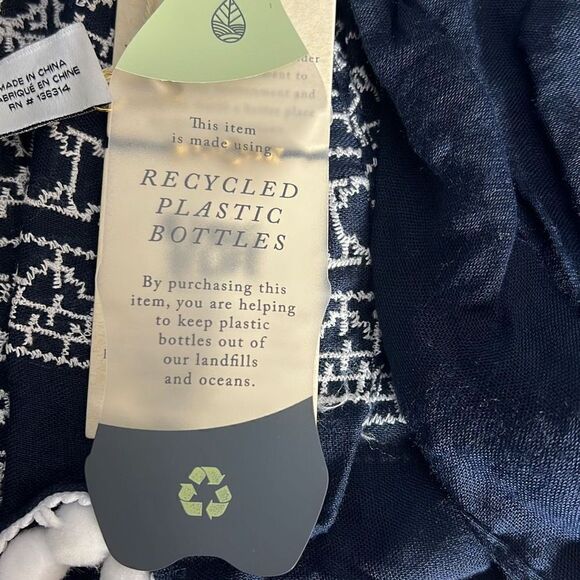 MADE IN CHINA
FABRIQUÉ EN CHINE
RN # 136314
This item
is made using
RECYCLED
PLASTIC
BOTTLES
By purchasing this
item, you are helping
to keep plastic
bottles out of
our landfills
and oceans.